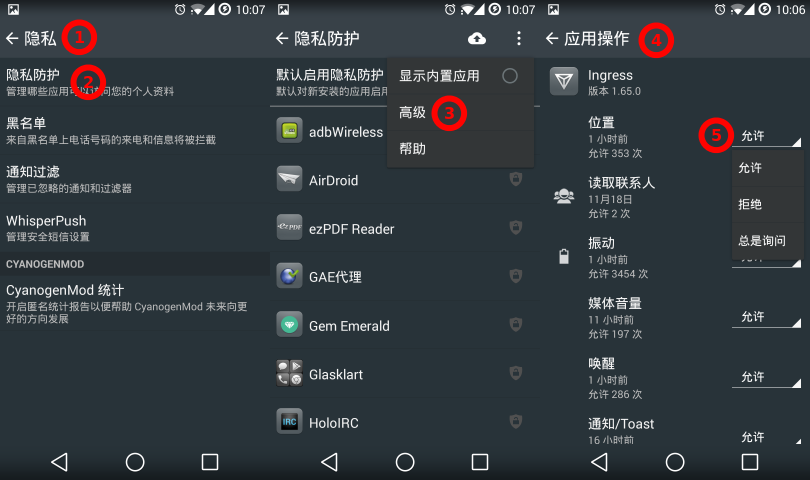 10:07
隐私 1
隐私防护 2
管理哪些应用可以访问您的个人资料
黑名单
来自黑名单上电话号码的来电和信息将被拦截
通知过滤
管理已忽略的通知和过滤器
WhisperPush
管理安全短信设置
CYANOGENMOD
CyanogenMod 统计
开启匿名统计报告以便帮助 CyanogenMod 未来向更
好的方向发展
10:07
隐私防护
默认启用隐私防护
默认对新安装的应用启用
显示内置应用
高级 3
帮助
adbWireless
AirDroid
ezPDF
ezPDF Reader
GAE代理
Gem Emerald
Glasklart
IRC
HoloIRC
10:06
应用操作 4
Ingress
版本 1.65.0
位置
1 小时前
允许 353 次
5 允许
允许
拒绝
总是询问
读取联系人
11月18日
允许 2 次
振动
1 小时前
允许 3454 次
媒体音量
11 小时前
允许 197 次
允许
唤醒
1 小时前
允许 286 次
允许
通知/Toast
16 小时前
允许